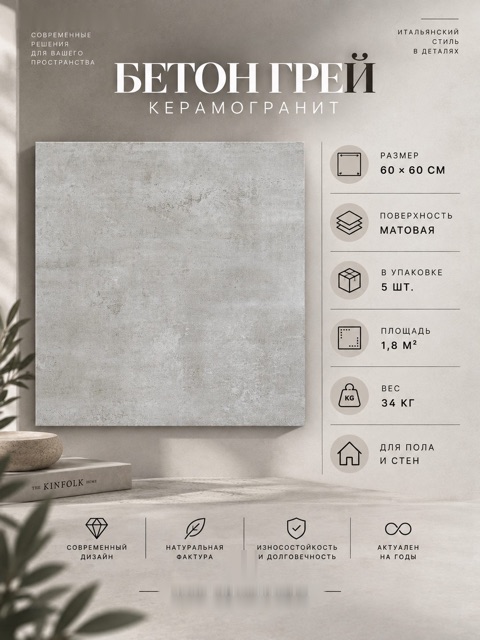 СОВРЕМЕННЫЕ
РЕШЕНИЯ
ДЛЯ ВАШЕГО
ПРОСТРАНСТВА
ИТАЛЬЯНСКИЙ
СТИЛЬ
В ДЕТАЛЯХ
БЕТОН ГРЕЙ
КЕРАМОГРАНИТ
РАЗМЕР
60 × 60 СМ
ПОВЕРХНОСТЬ
МАТОВАЯ
В УПАКОВКЕ
5 ШТ.
ПЛОЩАДЬ
1,8 М²
KG
ВЕС
34 КГ
ДЛЯ ПОЛА
И СТЕН
THE KINFOLK HOME
СОВРЕМЕННЫЙ
ДИЗАЙН
НАТУРАЛЬНАЯ
ФАКТУРА
ИЗНОСОСТОЙКОСТЬ
И ДОЛГОВЕЧНОСТЬ
АКТУАЛЕН
НА ГОДЫ